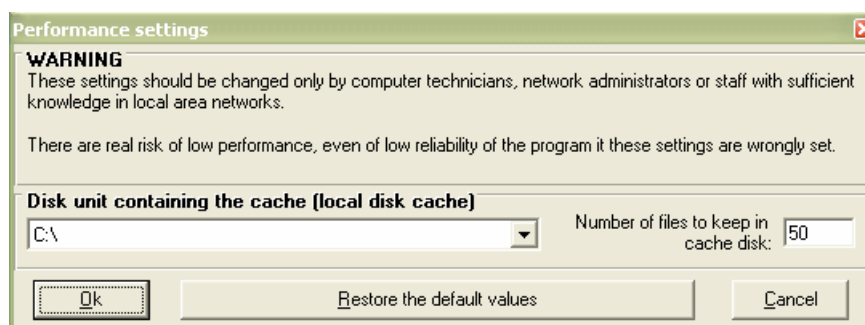 Performance settings
WARNING
These settings should be changed only by computer technicians, network administrators or staff with sufficient
knowledge in local area networks.
There are real risk of low performance, even of low reliability of the program it these settings are wrongly set.
Disk unit containing the cache (local disk cache)
C:\
Number of files to keep in
cache disk:
50
Ok
Restore the default values
Cancel